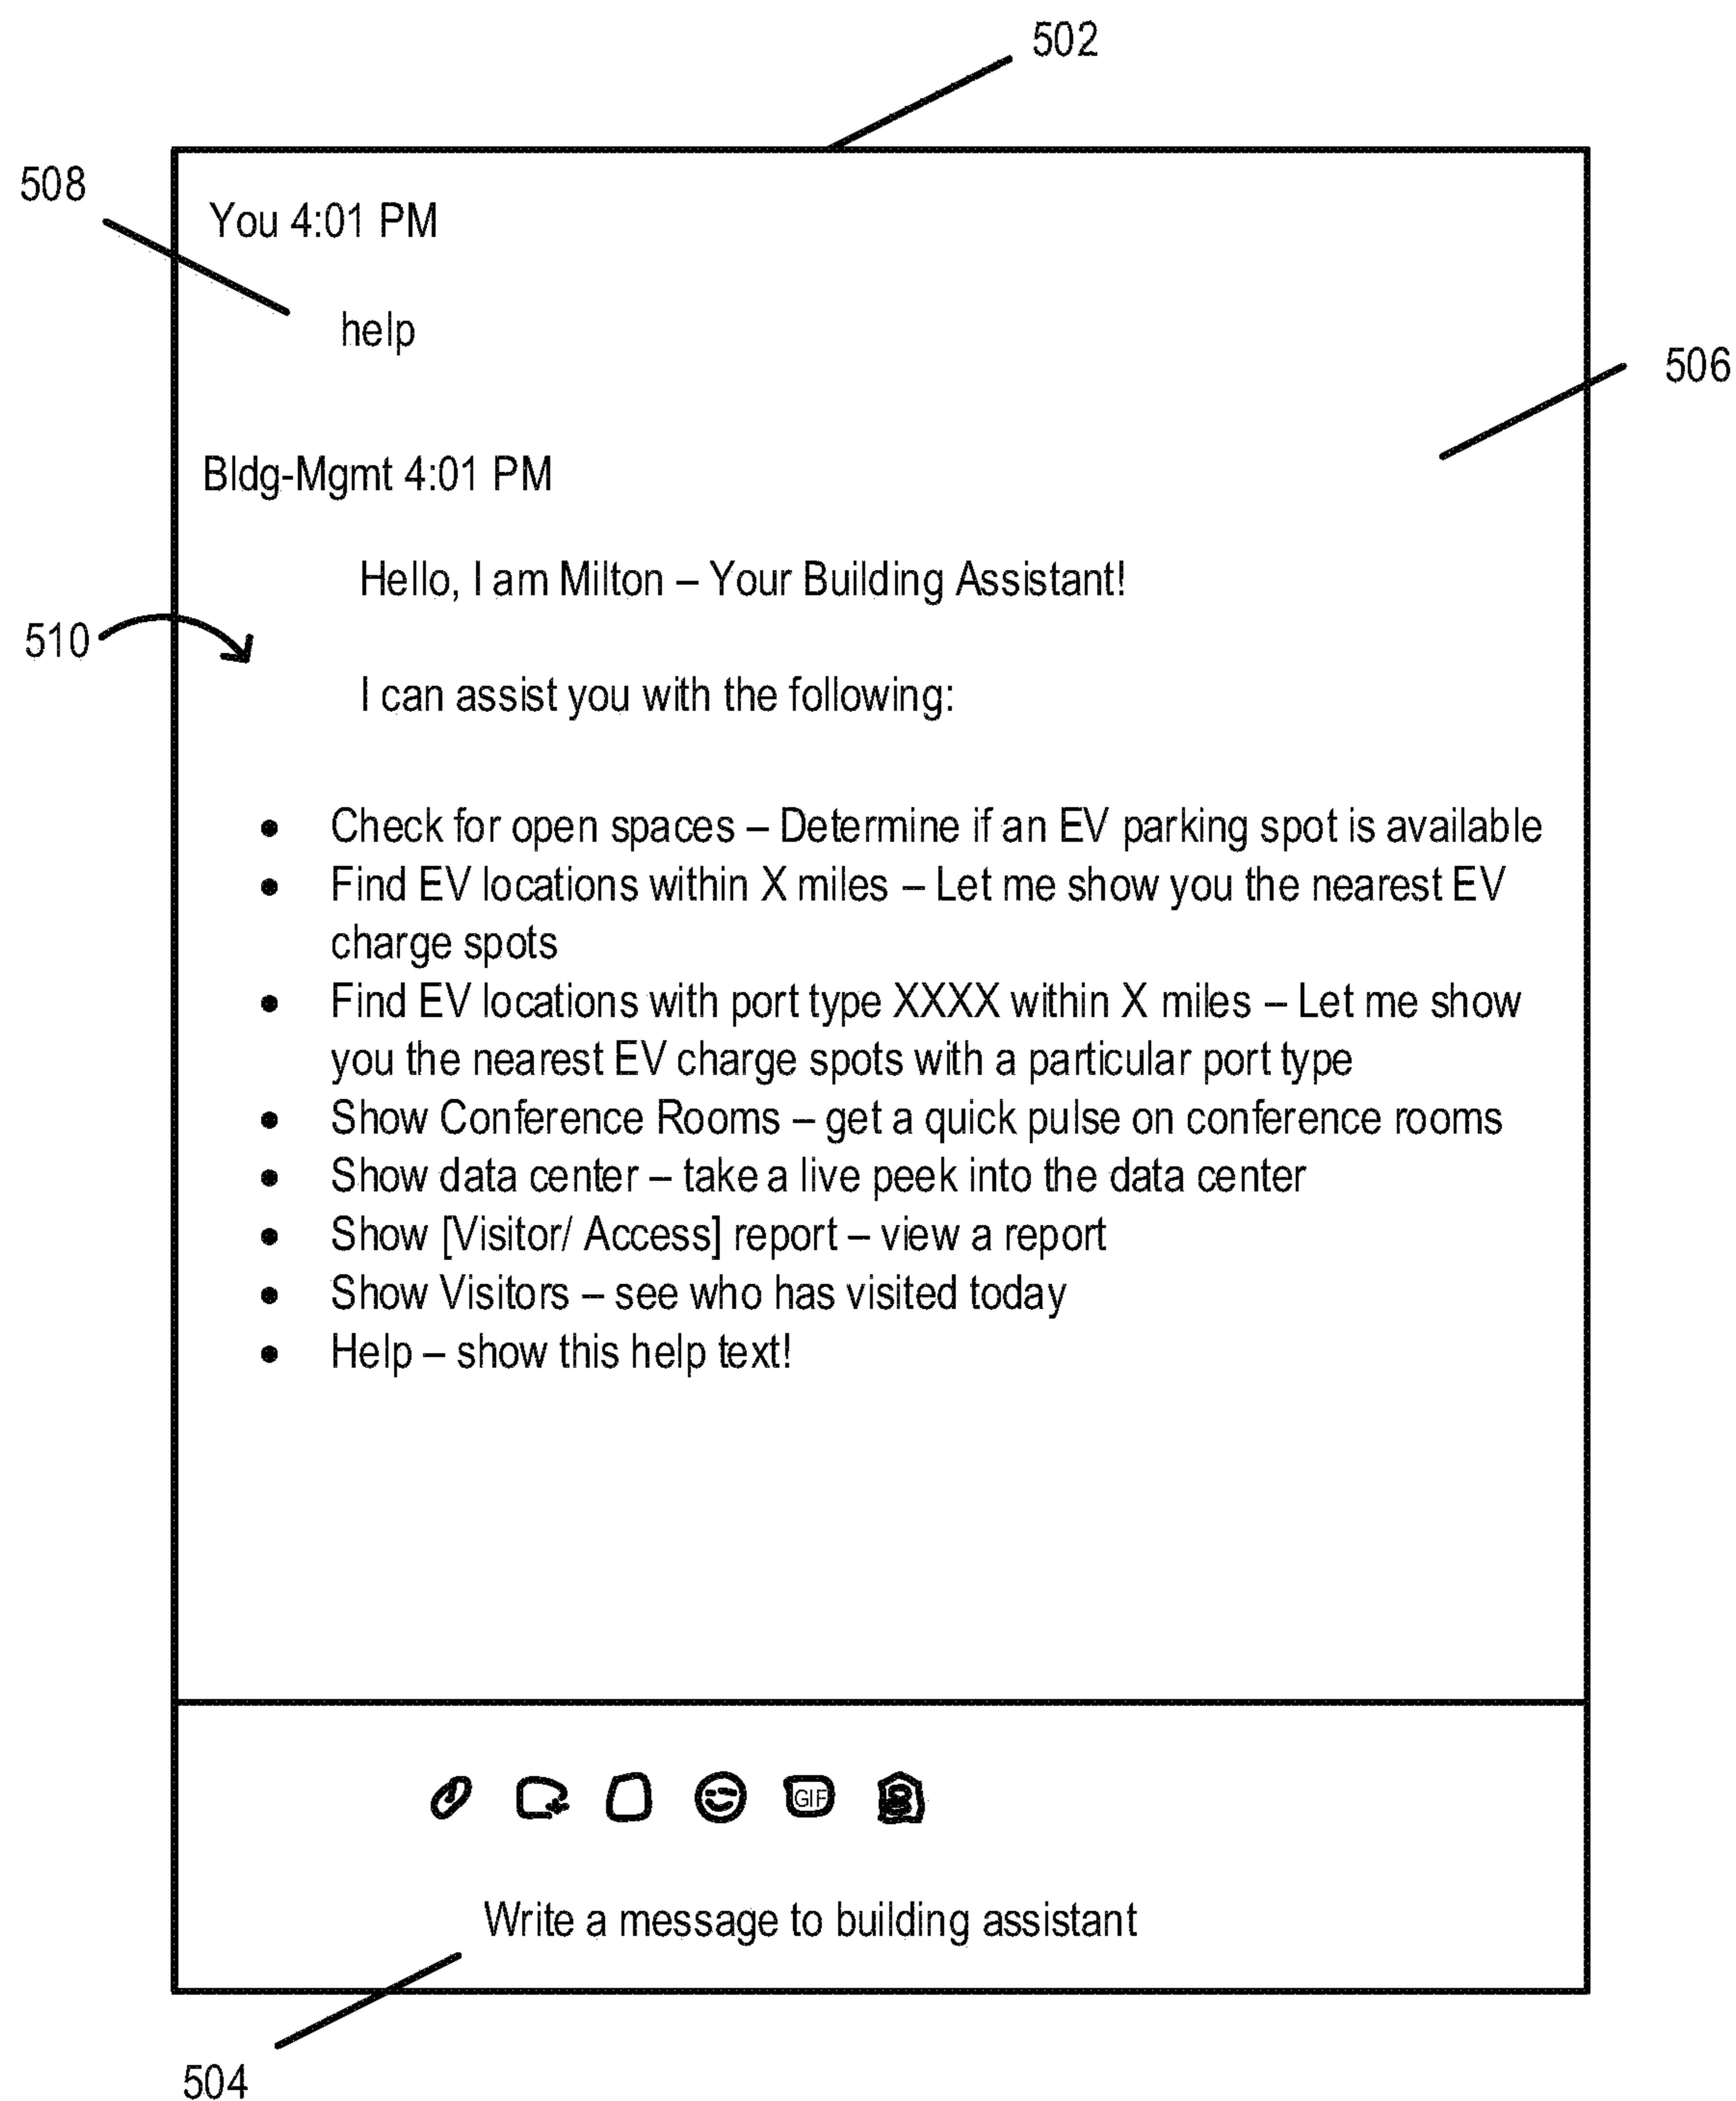 502
508
You 4:01 PM
help
506
Bldg-Mgmt 4:01 PM
Hello, I am Milton – Your Building Assistant!
510
I can assist you with the following:
• Check for open spaces – Determine if an EV parking spot is available
• Find EV locations within X miles – Let me show you the nearest EV
charge spots
• Find EV locations with port type XXXX within X miles – Let me show
you the nearest EV charge spots with a particular port type
• Show Conference Rooms – get a quick pulse on conference rooms
• Show data center – take a live peek into the data center
• Show [Visitor/ Access] report – view a report
• Show Visitors – see who has visited today
• Help – show this help text!
GIF
Write a message to building assistant
504